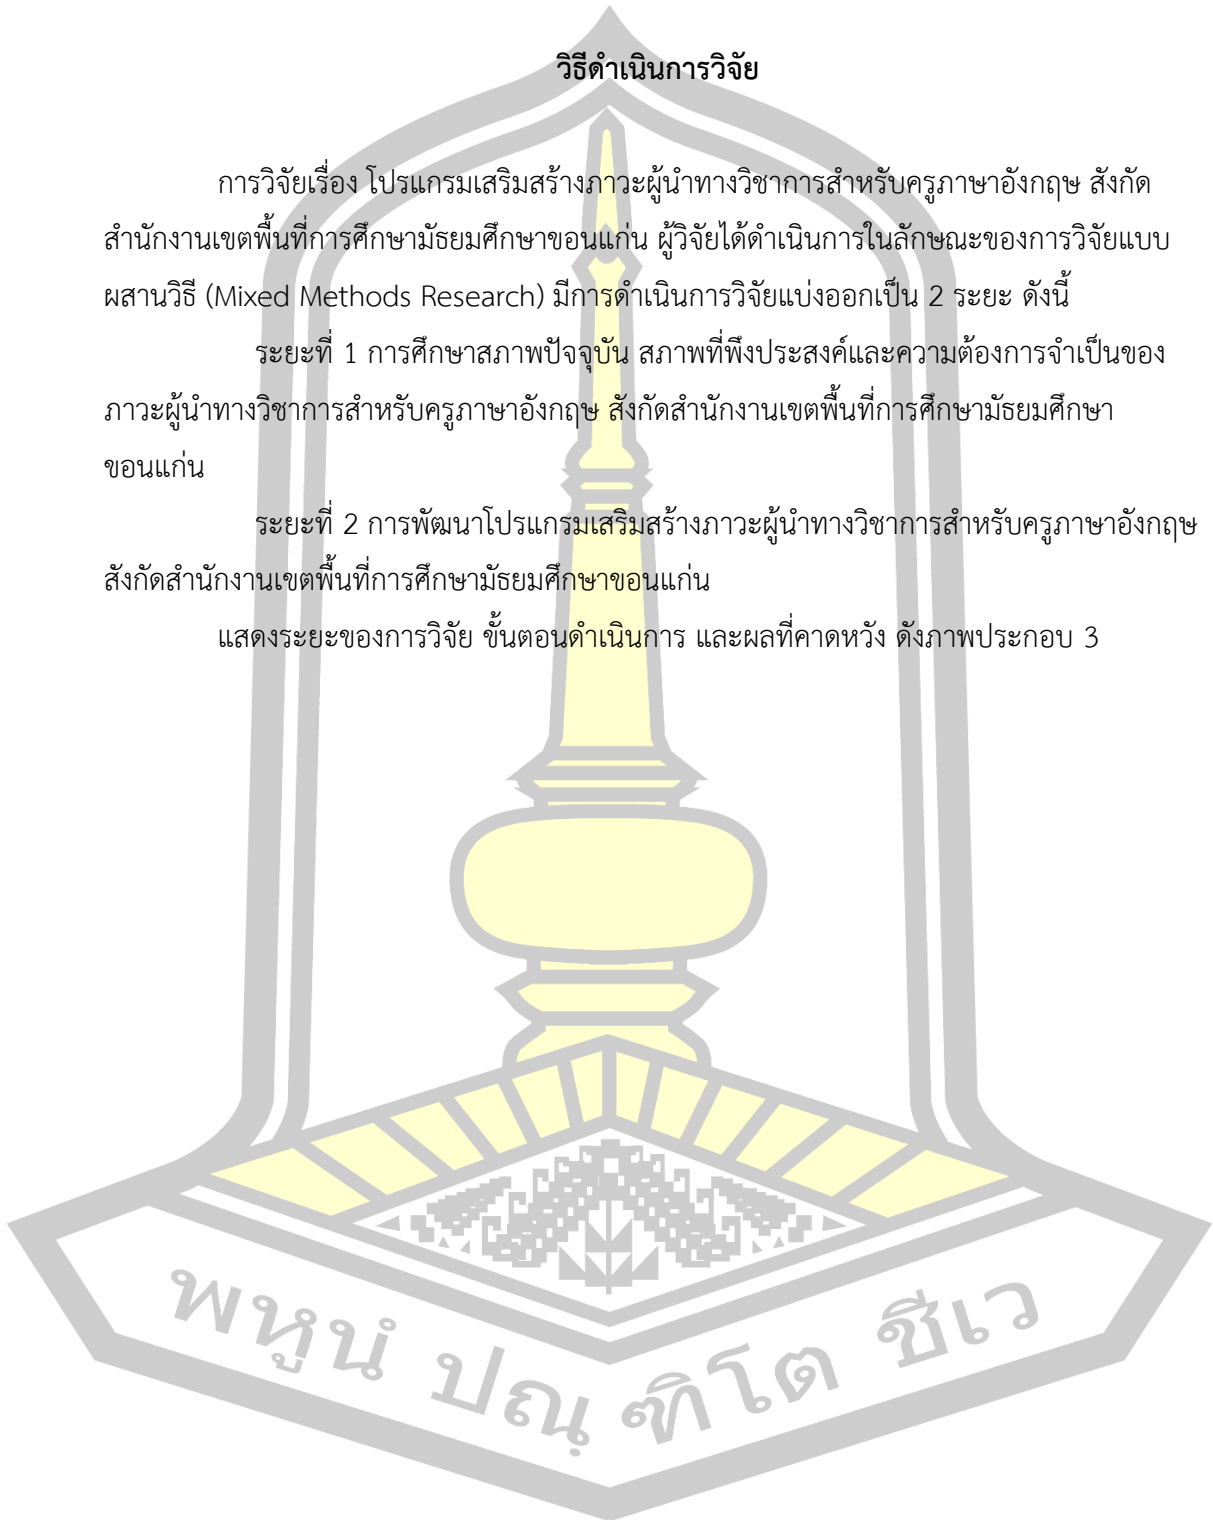 วิธีดำเนินการวิจัย
การวิจัยเรื่อง โปรแกรมเสริมสร้างภาวะผู้นำทางวิชาการสำหรับครูภาษาอังกฤษ สังกัด
สำนักงานเขตพื้นที่การศึกษามัธยมศึกษาขอนแก่น ผู้วิจัยได้ดำเนินการในลักษณะของการวิจัยแบบ
ผสานวิธี (Mixed Methods Research) มีการดำเนินการวิจัยแบ่งออกเป็น 2 ระยะ ดังนี้
ระยะที่ 1 การศึกษาสภาพปัจจุบัน สภาพที่พึงประสงค์และความต้องการจำเป็นของ
ภาวะผู้นำทางวิชาการสำหรับครูภาษาอังกฤษ สังกัดสำนักงานเขตพื้นที่การศึกษามัธยมศึกษา
ขอนแก่น
ระยะที่ 2 การพัฒนาโปรแกรมเสริมสร้างภาวะผู้นำทางวิชาการสำหรับครูภาษาอังกฤษ
สังกัดสำนักงานเขตพื้นที่การศึกษามัธยมศึกษาขอนแก่น
แสดงระยะของการวิจัย ขั้นตอนดำเนินการ และผลที่คาดหวัง ดังภาพประกอบ 3
พหูนํ ปณฺฑิโต ชีเว